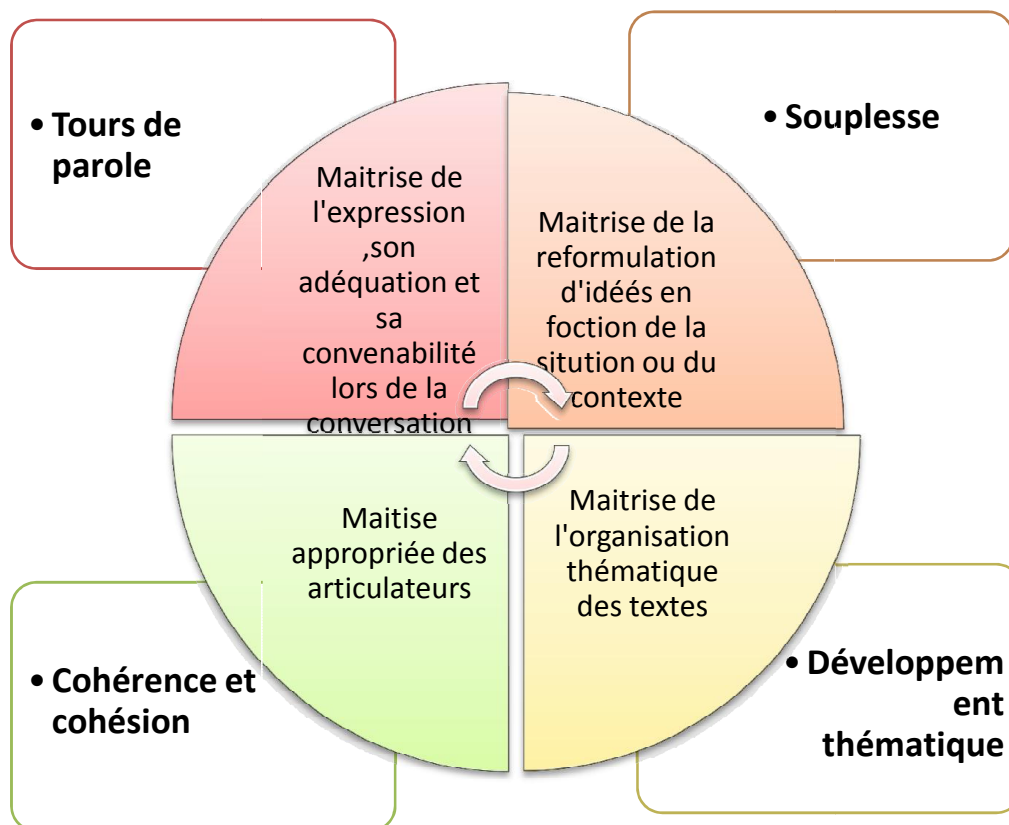 • Tours de
parole
• Souplesse
Maitrise de
l'expression
,son
adéquation et
sa
convenabilité
lors de la
conversation
Maitrise de la
reformulation
d'idéés en
foction de la
sitution ou du
contexte
Maitise
appropriée des
articulateurs
Maitrise de
l'organisation
thématique
des textes
• Cohérence et
cohésion
• Développem
ent
thématique